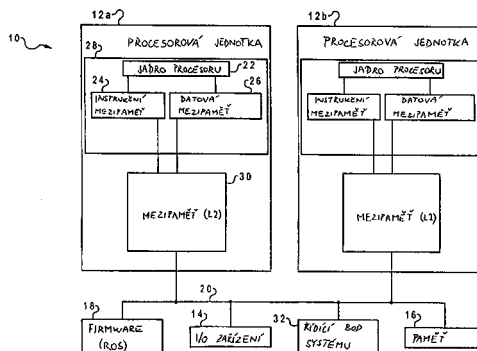 10
12a
12b
PROCESOROVÁ JEDNOTKA
PROCESOROVÁ JEDNOTKA
28
JÁDRO PROCESORU
22
JÁDRO PROCESORU
24
26
INSTRUKČNÍ MEZIPAMĚŤ
DATOVÁ MEZIPAMĚŤ
INSTRUKČNÍ MEZIPAMĚŤ
DATOVÁ MEZIPAMĚŤ
30
MEZIPAMĚŤ (L2)
MEZIPAMĚŤ (L2)
20
18
FIRMWARE
(ROS)
14
I/O ZAŘÍZENÍ
32
ŘÍDÍCÍ BOD
SYSTÉMU
16
PAMĚŤ